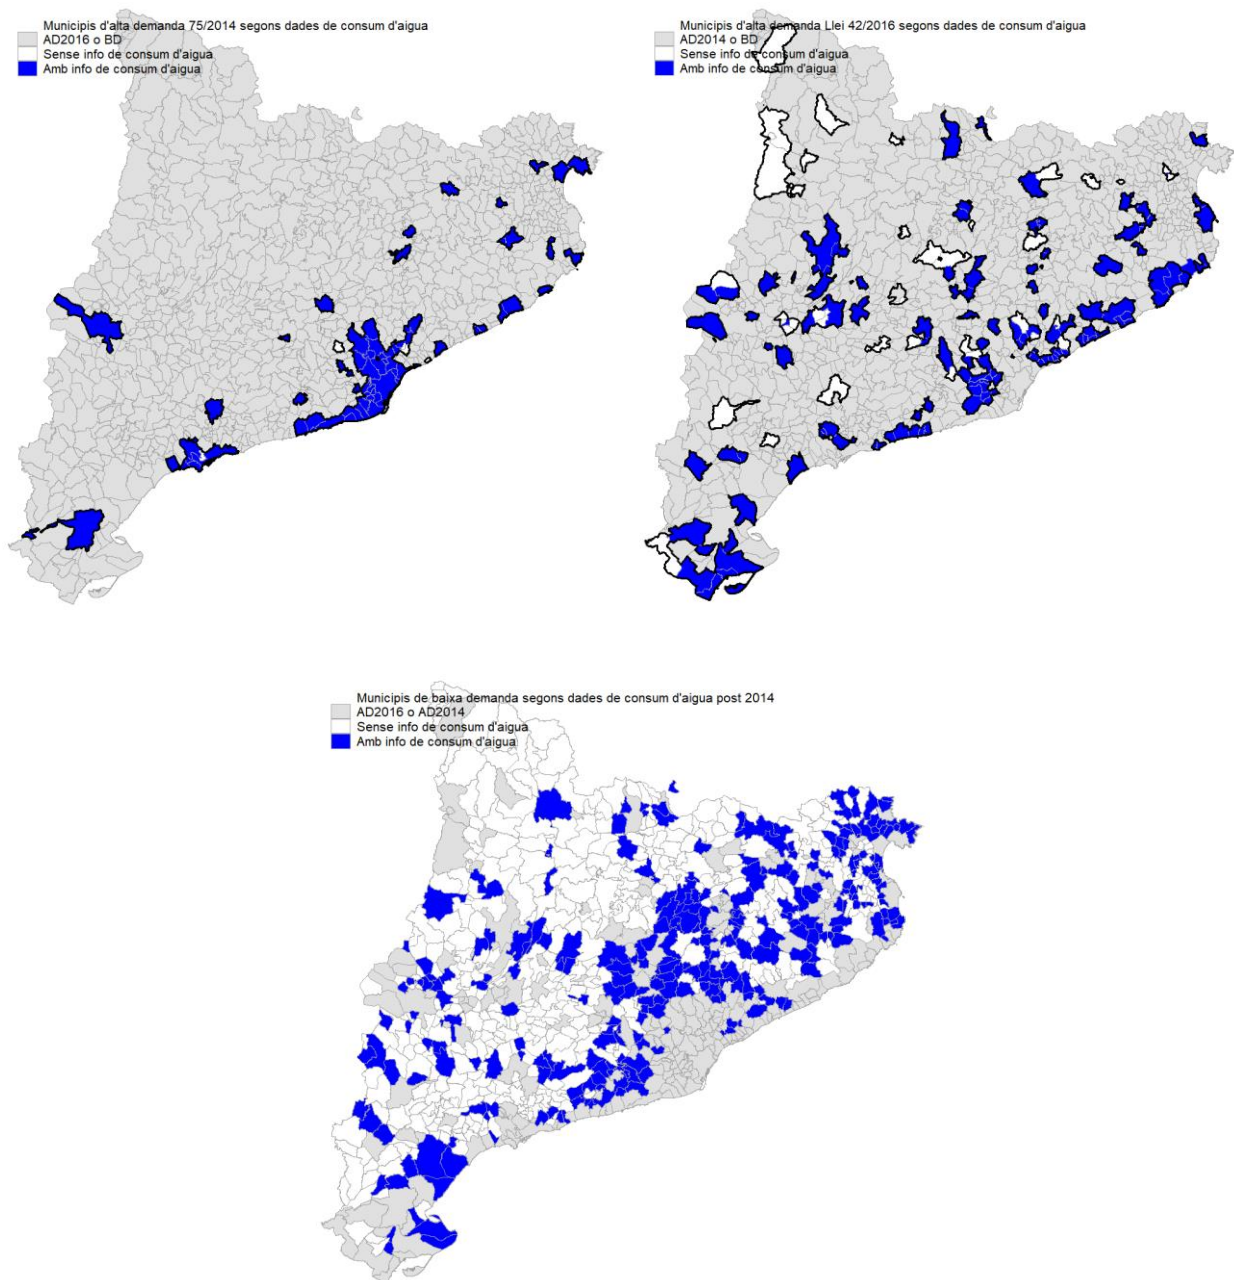 Municipis d'alta demanda 75/2014 segons dades de consum d'aigua
AD2016 o BD
Sense info de consum d'aigua
Amb info de consum d'aigua
Municipis d'alta demanda Llei 42/2016 segons dades de consum d'aigua
AD2014 o BD
Sense info de consum d'aigua
Amb info de consum d'aigua
Municipis de baixa demanda segons dades de consum d'aigua post 2014
AD2016 o AD2014
Sense info de consum d'aigua
Amb info de consum d'aigua